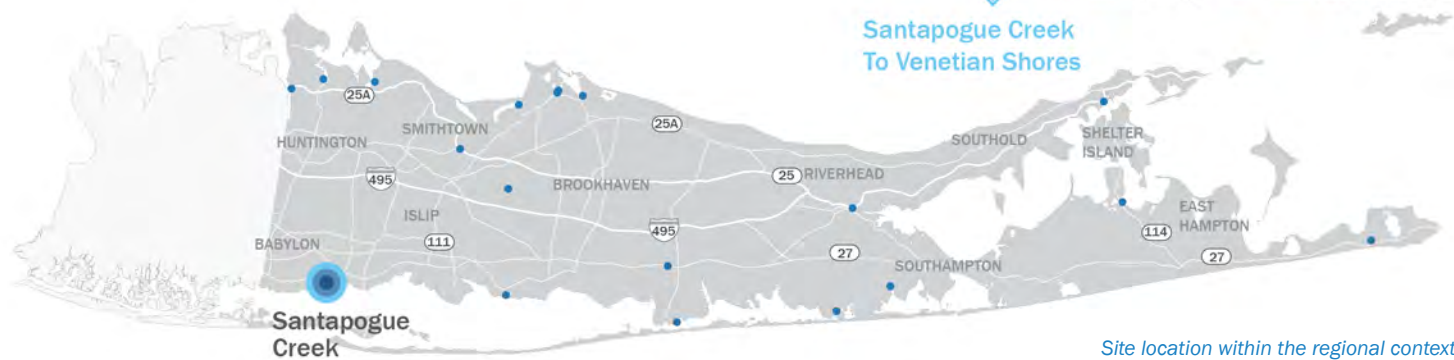 Santapogue Creek
To Venetian Shores
25A
HUNTINGTON
SMITHTOWN
25A
SOUTHOLD
SHELTER
ISLAND
495
BROOKHAVEN
25
RIVERHEAD
ISLIP
EAST
HAMPTON
BABYLON
111
495
114
27
27
SOUTHAMPTON
Santapogue
Creek
Site location within the regional context